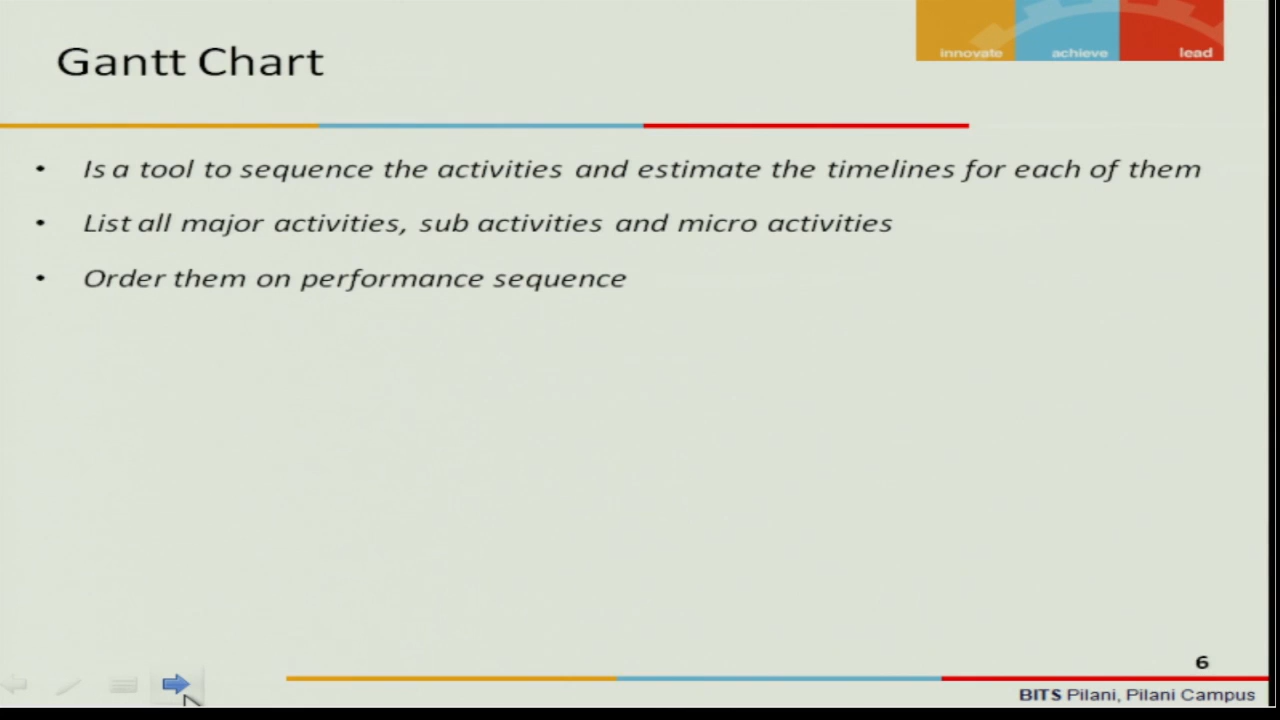 innovate achieve lead
Gantt Chart
• Is a tool to sequence the activities and estimate the timelines for each of them
• List all major activities, sub activities and micro activities
• Order them on performance sequence
6
BITS Pilani, Pilani Campus